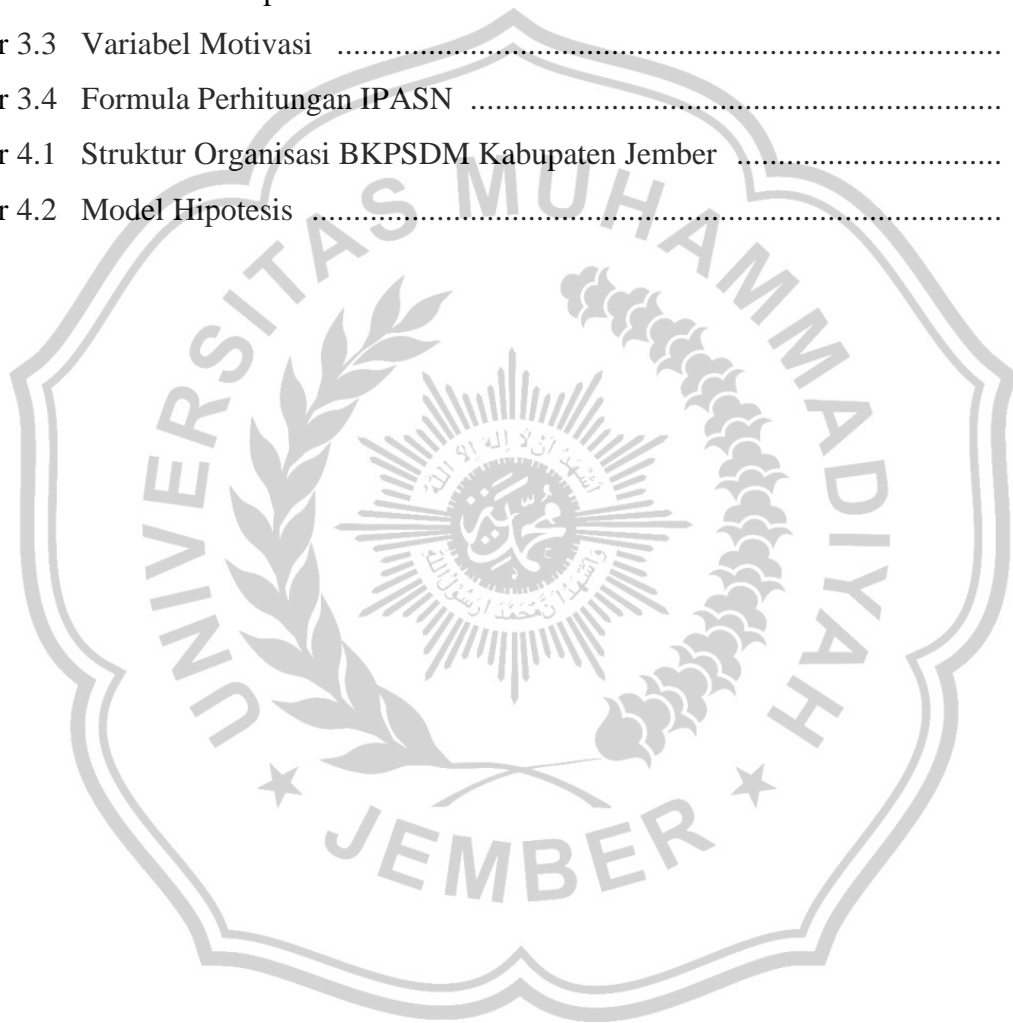 r 3.3 Variabel Motivasi ........................................................................................
r 3.4 Formula Perhitungan IPASN ......................................................................
r 4.1 Struktur Organisasi BKPSDM Kabupaten Jember ...................................
r 4.2 Model Hipotesis ...........................................................................................
UNIVERSITAS MUHAMMADIYAH
JEMBER